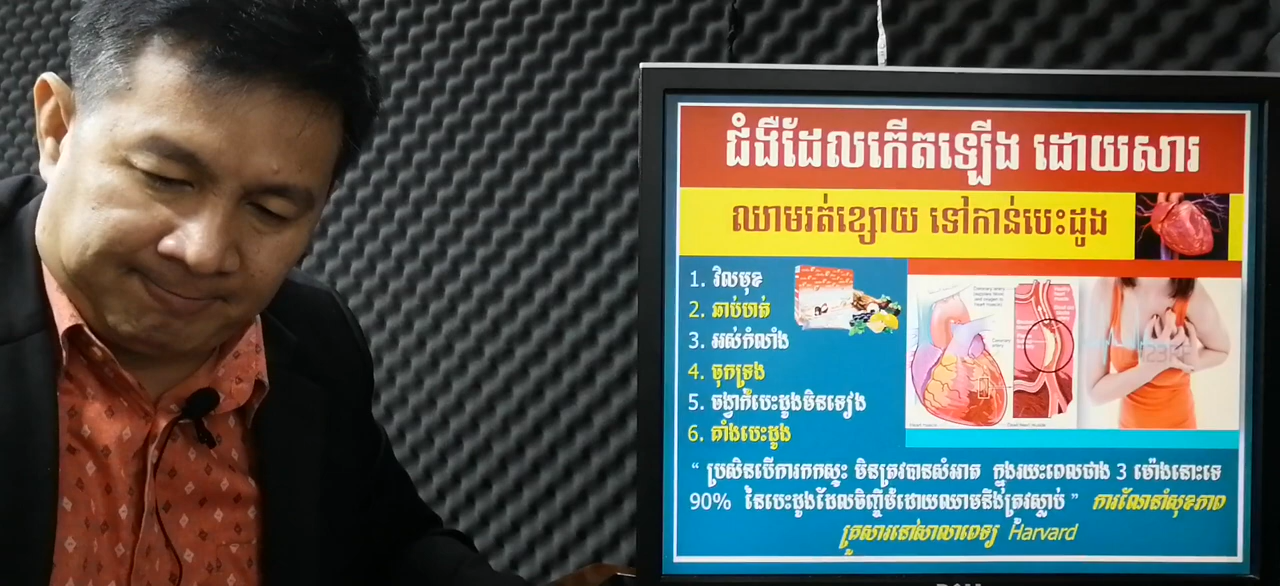 ជំងឺដែលកើតឡើង ដោយសារ
ឈាមរត់ខ្សោយ ទៅកាន់បេះដូង
1. វិលមុខ
2. ឆាប់ហត់
3. អស់កំលាំង
4. ចុកទ្រូង
5. ចង្វាក់បេះដូងមិនទៀង
6. គាំងបេះដូង
Coronary artery
“ ប្រសិនបើការកកស្ទះ មិនត្រូវបានសំអាត ក្នុងរយះពេលជាង 3 ម៉ោងនោះទេ
90% នៃបេះដូងដែលចិញ្ចឹមដោយឈាមនឹងត្រូវស្លាប់ ” ការណែនាំសុខភាព
គ្រួសារនៅសាលាពេទ្យ Harvard